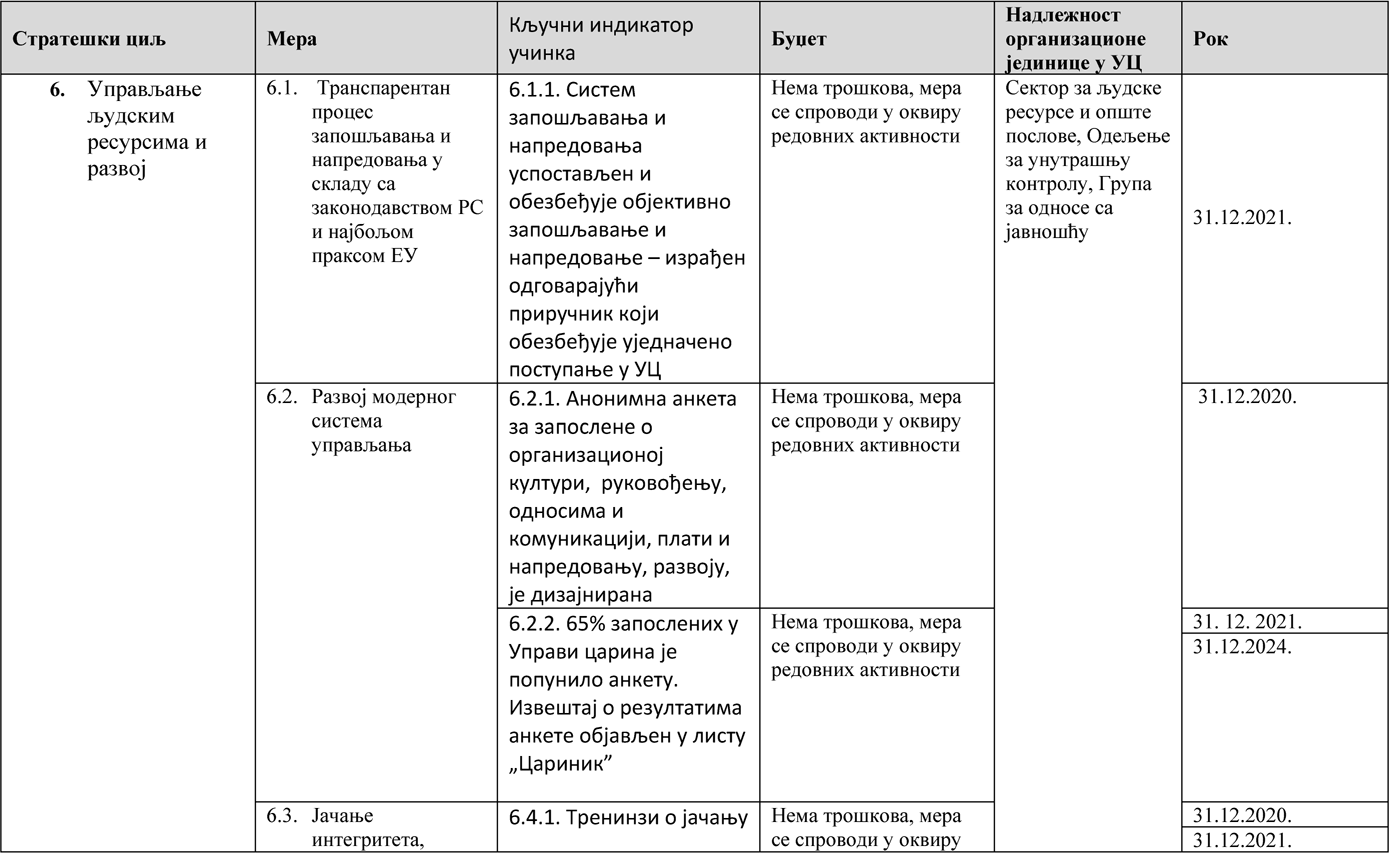 Стратешки циљ
Мера
Кључни индикатор
учинка
Буџет
Надлежност
организационе
јединице у УЦ
Рок
6. Управљање
људским
ресурсима и
развој
6.1. Транспарентан
процес
запошљавања и
напредовања у
складу са
законодавством РС
и најбољом
праксом ЕУ
6.1.1. Систем
запошљавања и
напредовања
успостављен и
обезбеђује објективно
запошљавање и
напредовање – израђен
одговарајући
приручник који
обезбеђује уједначено
поступање у УЦ
Нема трошкова, мера
се спроводи у оквиру
редовних активности
Сектор за људске
ресурсе и опште
послове, Одељење
за унутрашњу
контролу, Група
за односе са
јавношћу
31.12.2021.
6.2. Развој модерног
система
управљања
6.2.1. Анонимна анкета
за запослене о
организационој
култури, руковођењу,
односима и
комуникацији, плати и
напредовању, развоју,
је дизајнирана
Нема трошкова, мера
се спроводи у оквиру
редовних активности
31.12.2020.
6.2.2. 65% запослених у
Управи царина је
попунило анкету.
Извештај о резултатима
анкете објављен у листу
„Цариник”
Нема трошкова, мера
се спроводи у оквиру
редовних активности
31. 12. 2021.
31.12.2024.
6.3. Јачање
интегритета,
6.4.1. Тренинзи о јачању
Нема трошкова, мера
се спроводи у оквиру
31.12.2020.
31.12.2021.